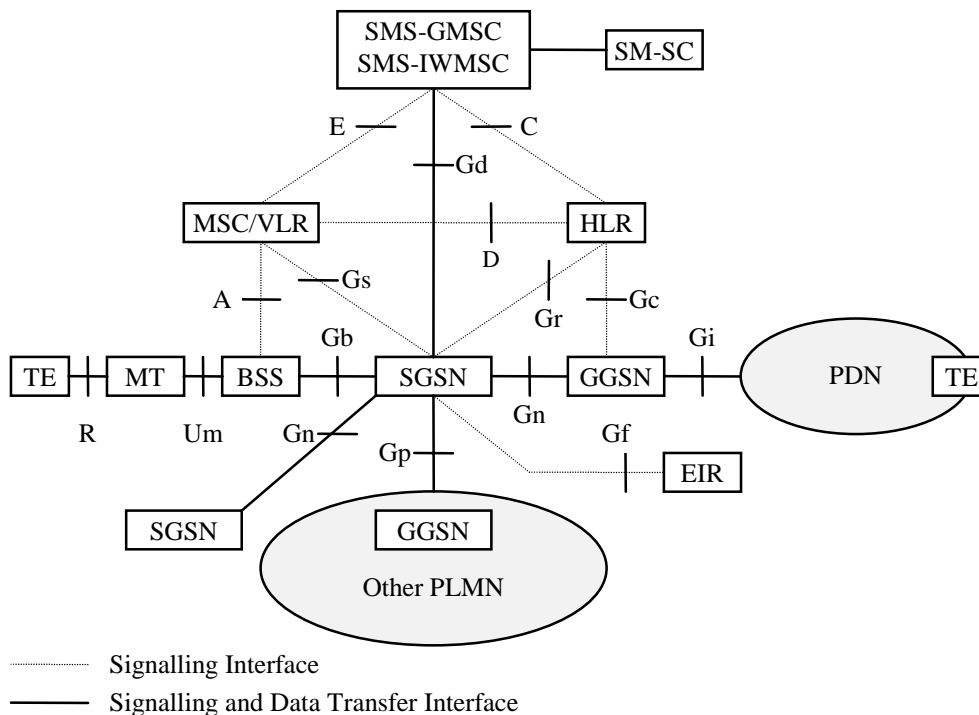 SMS-GMSC
SMS-IWMSC
SM-SC
E
C
Gd
MSC/VLR
HLR
D
Gs
A
Gr
Gc
Gb
Gi
TE
MT
BSS
SGSN
GGSN
PDN
TE
R
Um
Gn
Gn
Gp
Gf
EIR
SGSN
GGSN
Other PLMN
Signalling Interface
Signalling and Data Transfer Interface